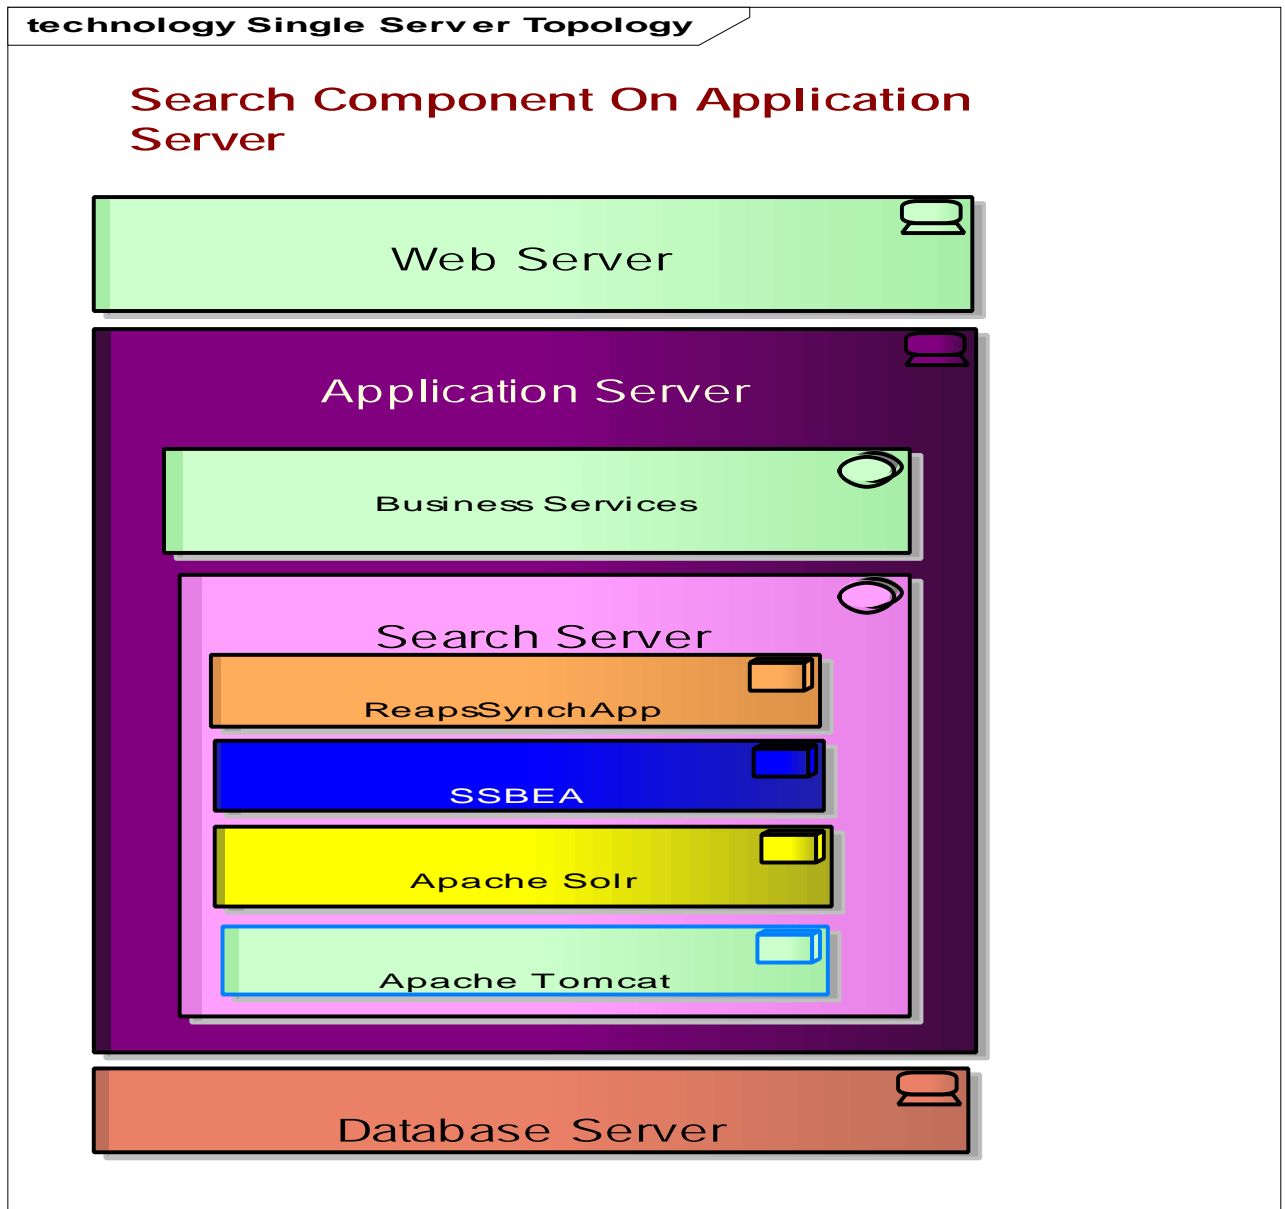 technology Single Server Topology
Search Component On Application
Server
Web Server
Application Server
Business Services
Search Server
ReapsSynchApp
SSBEA
Apache Solr
Apache Tomcat
Database Server